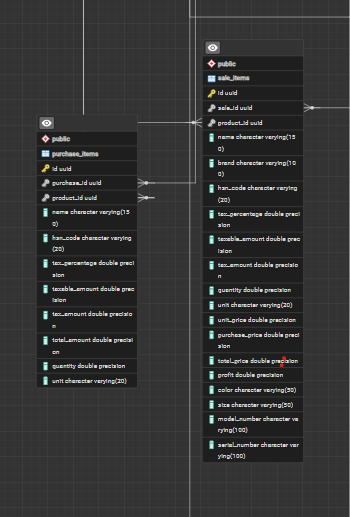 public
purchase_items
id uuid
purchase_id uuid
product_id uuid
name character varying(15
0)
hsn_code character varying
(20)
tax_percentage double preci
sion
taxable_amount double prec
ision
tax_amount double precisio
n
total_amount double precis
ion
quantity double precision
unit character varying(20)
public
sale_items
id uuid
sale_id uuid
product_id uuid
name character varying(15
0)
brand character varying(10
0)
hsn_code character varying
(20)
tax_percentage double preci
sion
taxable_amount double prec
ision
tax_amount double precisio
n
quantity double precision
unit character varying(20)
unit_price double precision
purchase_price double preci
sion
total_price double precision
profit double precision
color character varying(50)
size character varying(50)
model_number character va
rying(100)
serial_number character var
ying(100)